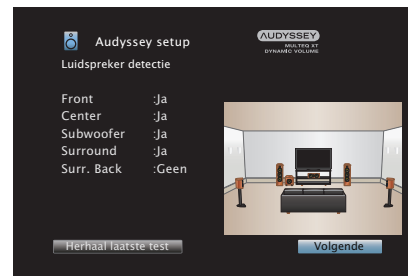 Audyssey setup
AUDYSSEY
MULTEQ XT
DYNAMIC VOLUME
Luidspreker detectie
Front :Ja
Center :Ja
Subwoofer :Ja
Surround :Ja
Surr. Back :Geen
Herhaal laatste test
Volgende